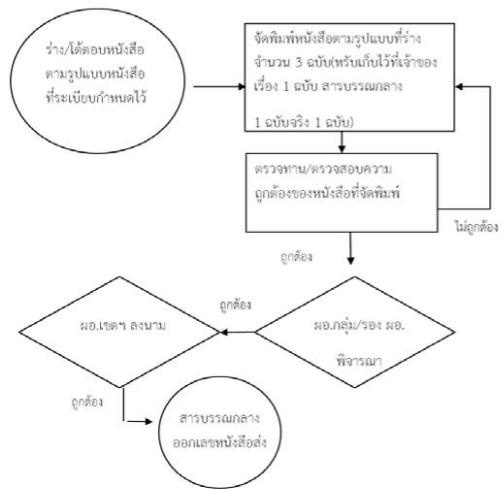 ร่าง/โต้ตอบหนังสือ
ตามรูปแบบหนังสือ
ที่ระเบียบกำหนดไว้
จัดพิมพ์หนังสือตามรูปแบบที่ร่าง
จำนวน 3 ฉบับ(หรับเก็บไว้ที่เจ้าของ
เรื่อง 1 ฉบับ สารบรรณกลาง
1 ฉบับจริง 1 ฉบับ)
ตรวจทาน/ตรวจสอบความ
ถูกต้องของหนังสือที่จัดพิมพ์
ไม่ถูกต้อง
ถูกต้อง
ผอ.กลุ่ม/รอง ผอ.
พิจารณา
ถูกต้อง
ผอ.เขตฯ ลงนาม
ถูกต้อง
สารบรรณกลาง
ออกเลขหนังสือส่ง